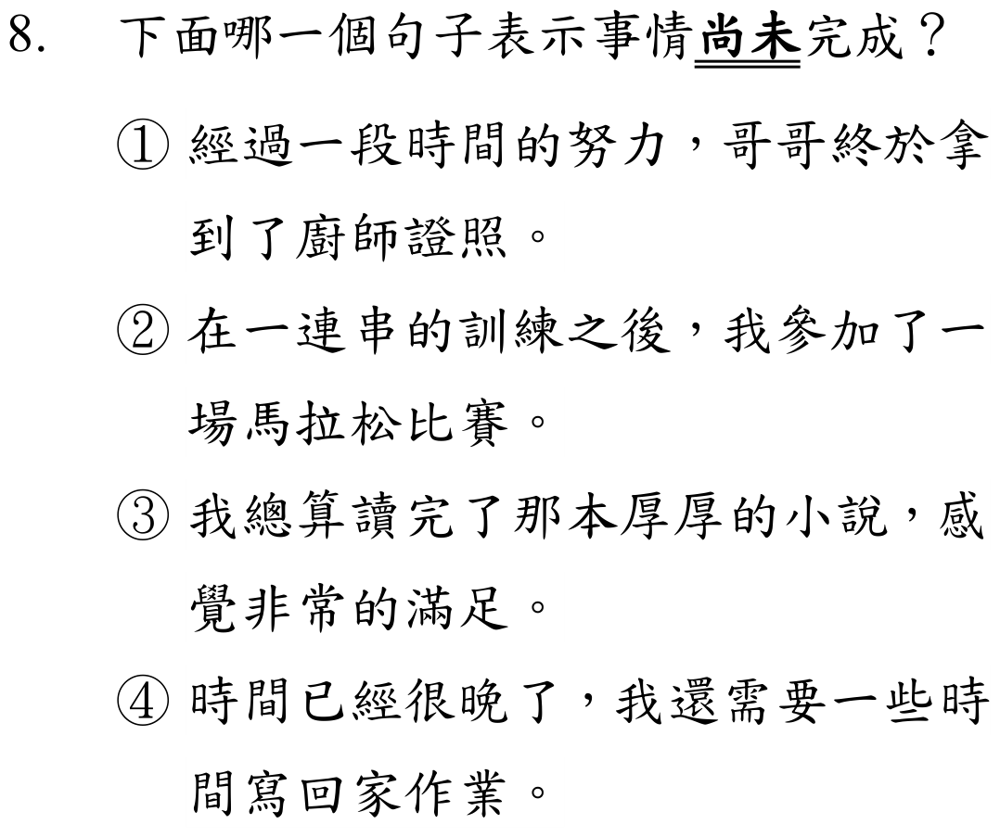 8. 下面哪一個句子表示事情尚未完成？
① 經過一段時間的努力，哥哥終於拿
到了廚師證照。
② 在一連串的訓練之後，我參加了一
場馬拉松比賽。
③ 我總算讀完了那本厚厚的小說，感
覺非常的滿足。
④ 時間已經很晚了，我還需要一些時
間寫回家作業。